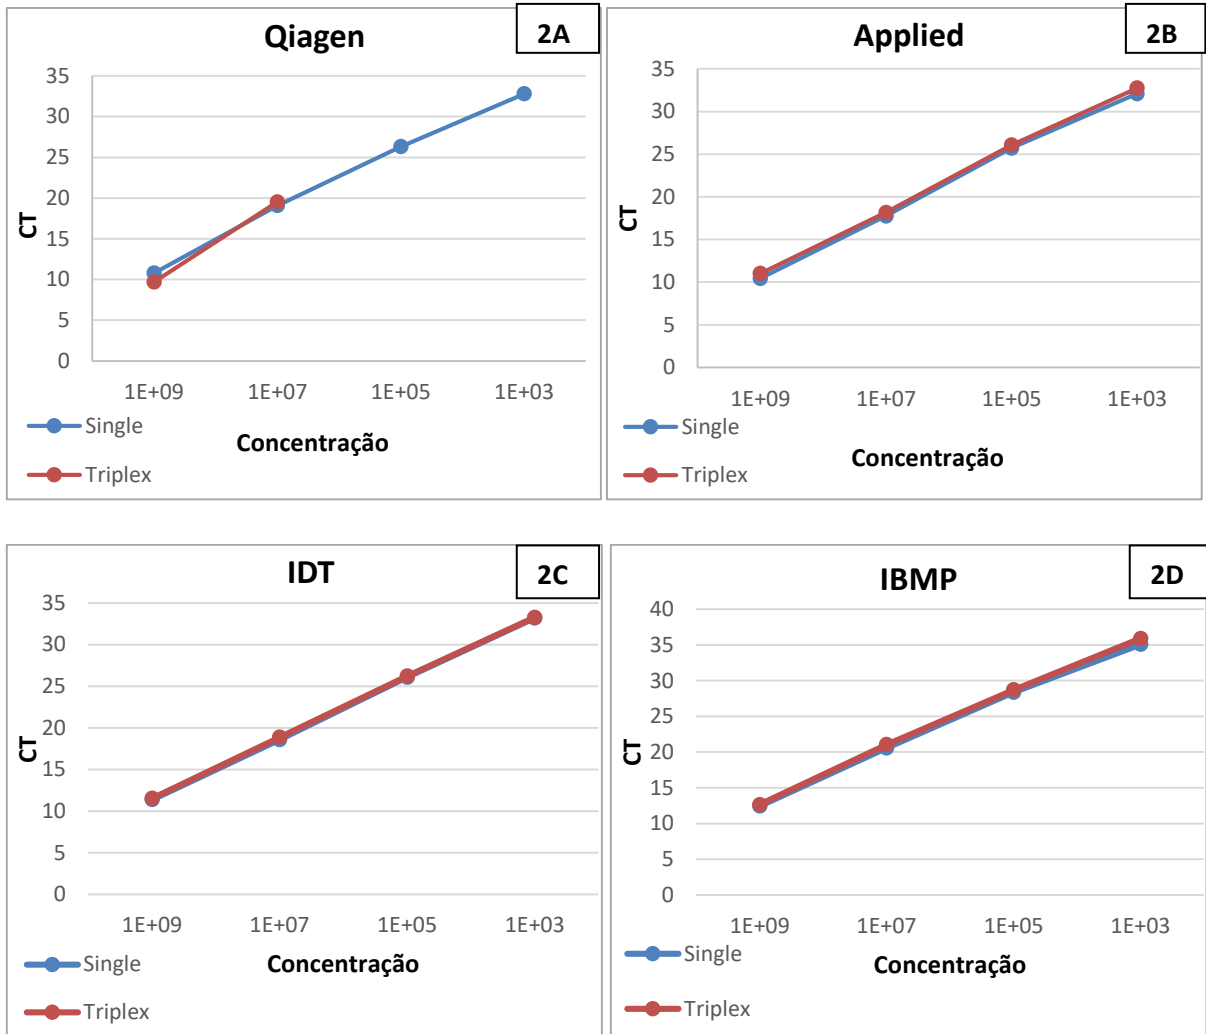 Qiagen
2A
35
30
25
20
15
10
5
0
CT
1E+09 1E+07 1E+05 1E+03
Single
Concentração
Triplex
Applied
2B
35
30
25
20
15
10
5
0
CT
1E+09 1E+07 1E+05 1E+03
Single
Concentração
Triplex
IDT
2C
35
30
25
20
15
10
5
0
CT
1E+09 1E+07 1E+05 1E+03
Single
Concentração
Triplex
IBMP
2D
40
35
30
25
20
15
10
5
0
CT
1E+09 1E+07 1E+05 1E+03
Single
Concentração
Triplex